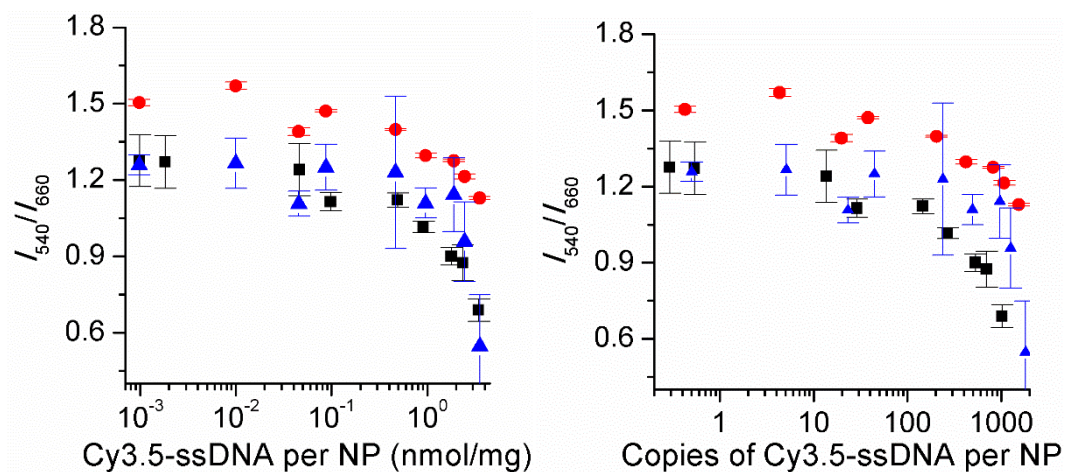 1.8
1.5
1.2
0.9
0.6
I540/I660
10-3 10-2 10-1 100
Cy3.5-ssDNA per NP (nmol/mg)
1.8
1.5
1.2
0.9
0.6
I540/I660
1 10 100 1000
Copies of Cy3.5-ssDNA per NP